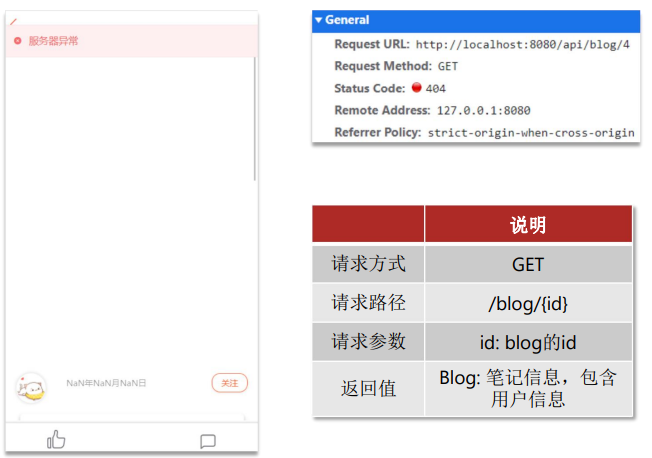 服务器异常
NaN年NaN月NaN日
关注
General
Request URL: http://localhost:8080/api/blog/4
Request Method: GET
Status Code: 404
Remote Address: 127.0.0.1:8080
Referrer Policy: strict-origin-when-cross-origin
说明
请求方式 GET
请求路径 /blog/{id}
请求参数 id: blog的id
返回值 Blog: 笔记信息，包含
用户信息